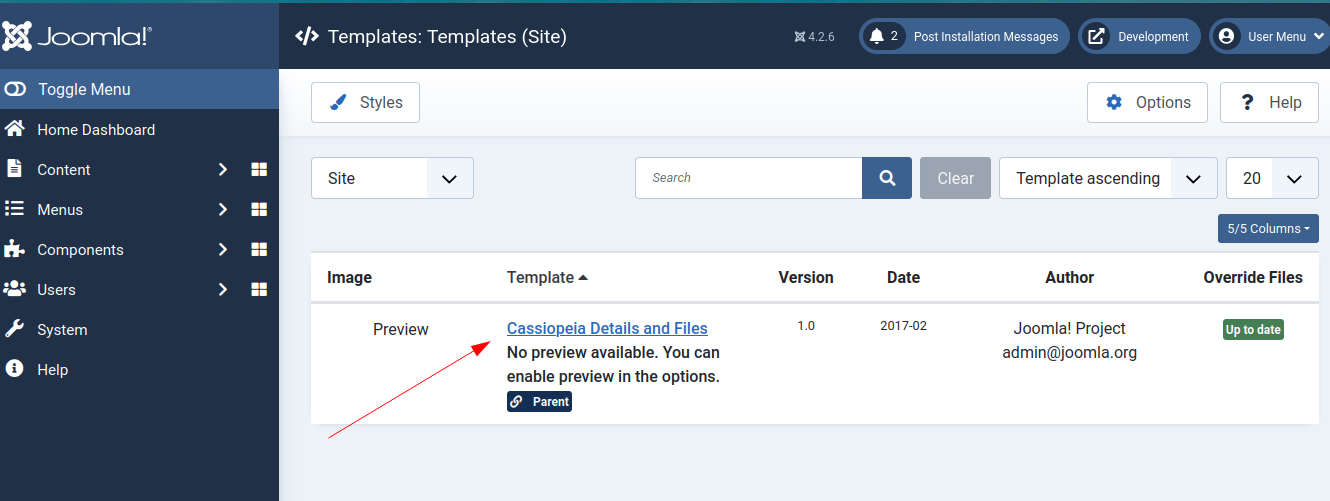 Joomla!®
Templates: Templates (Site)
4.2.6
2
Post Installation Messages
Development
User Menu
Toggle Menu
Home Dashboard
Content
Menus
Components
Users
System
Help
Styles
Options
? Help
Site
Search
Clear
Template ascending
20
5/5 Columns
Image
Template
Version
Date
Author
Override Files
Preview
Cassiopeia Details and Files
No preview available. You can
enable preview in the options.
Parent
1.0
2017-02
Joomla! Project
admin@joomla.org
Up to date